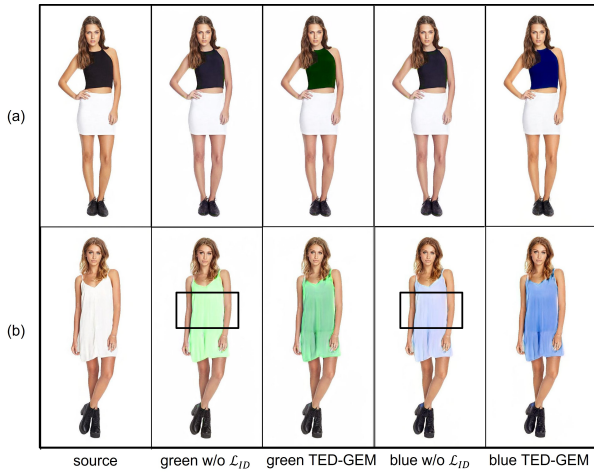 (a)
(b)
source green w/o ℒ_ID green TED-GEM blue w/o ℒ_ID blue TED-GEM